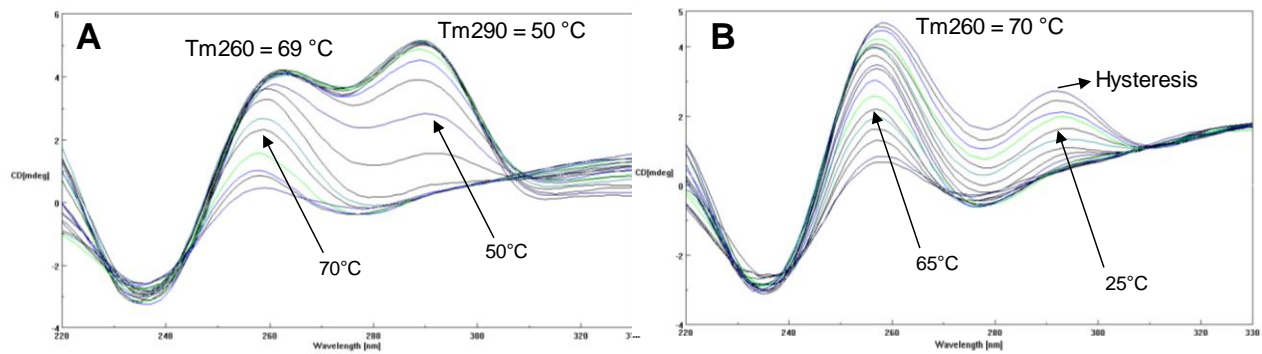 A
Tm260 = 69 °C
Tm290 = 50 °C
70°C
50°C
6
4
2
0
-2
-4
CD[mdeg]
220
240
260
280
300
320
Wavelength [nm]
B
Tm260 = 70 °C
Hysteresis
65°C
25°C
5
4
2
0
-2
-4
CD[mdeg]
220
240
260
280
300
330
Wavelength [nm]